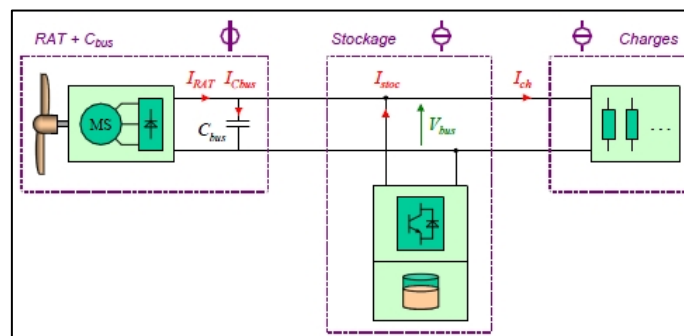 RAT + Cbus
Stockage
Charges
IRAT
ICbus
Istoc
Ich
MS
Cbus
Vbus
...